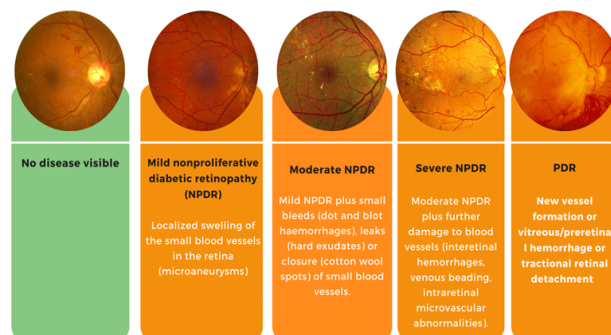 No disease visible
Mild nonproliferative
diabetic retinopathy
(NPDR)
Localized swelling of
the small blood vessels
in the retina
(microaneurysms)
Moderate NPDR
Mild NPDR plus small
bleeds (dot and blot
haemorrhages), leaks
(hard exudates) or
closure (cotton wool
spots) of small blood
vessels.
Severe NPDR
Moderate NPDR
plus further
damage to blood
vessels (interetinal
hemorrhages,
venous beading,
intraretinal
microvascular
abnormalities).
PDR
New vessel
formation or
vitreous/preretina
l hemorrhage or
tractional retinal
detachment